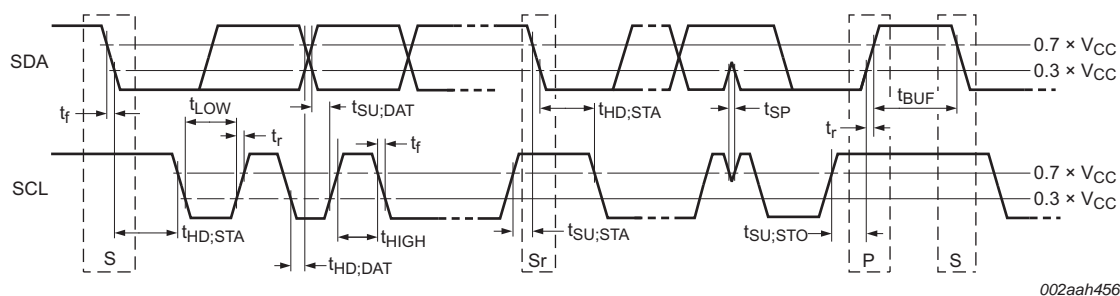 SDA
0.7 × VCC
0.3 × VCC
tf
tLOW
tSU;DAT
tHD;STA
tSP
tBUF
tr
tr
tf
SCL
0.7 × VCC
0.3 × VCC
tHD;STA
tHD;DAT
tHIGH
tSU;STA
tSU;STO
S
Sr
P
S
002aah456